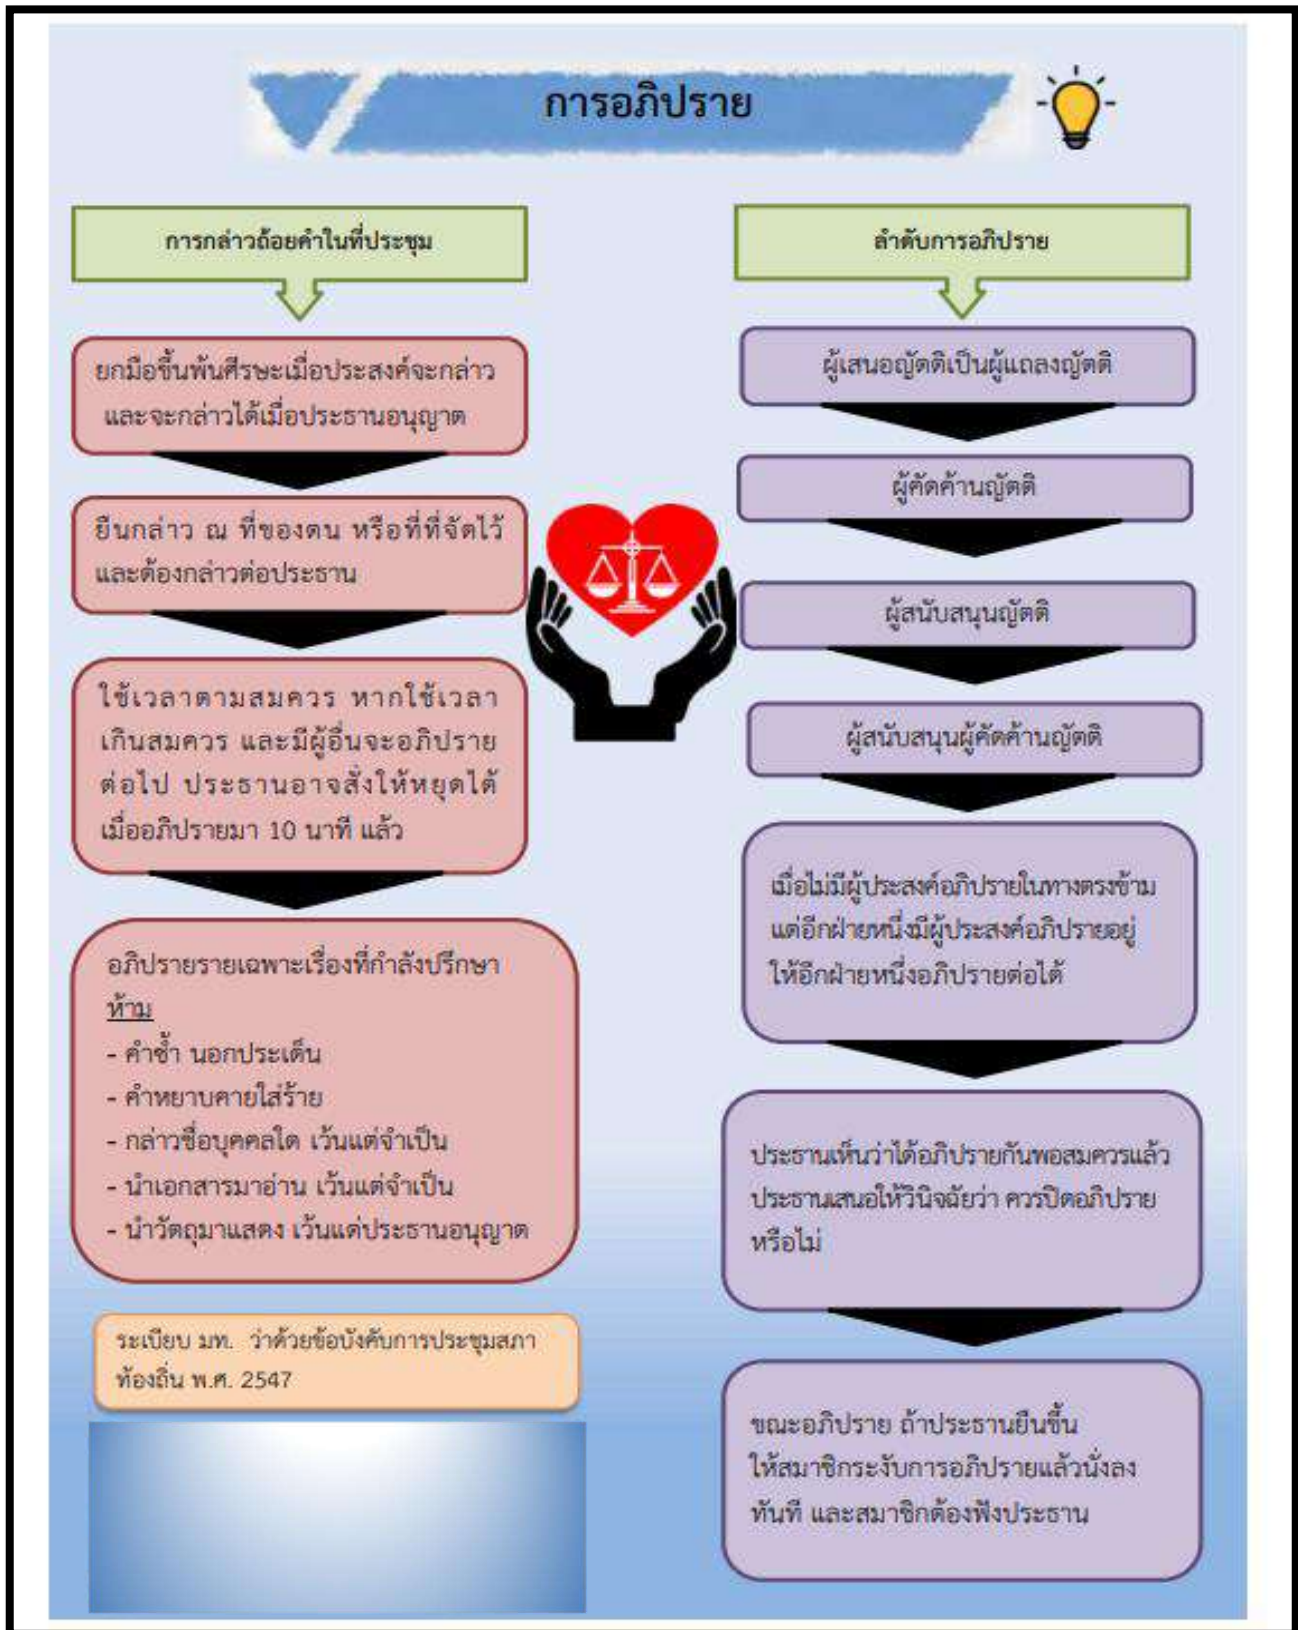 การอภิปราย
การกล่าวถ้อยคำในที่ประชุม
ยกมือขึ้นพ้นศีรษะเมื่อประสงค์จะกล่าว
และจะกล่าวได้เมื่อประธานอนุญาต
ยืนกล่าว ณ ที่ของตน หรือที่ที่จัดไว้
และต้องกล่าวต่อประธาน
ใช้เวลาตามสมควร หากใช้เวลา
เกินสมควร และมีผู้อื่นจะอภิปราย
ต่อไป ประธานอาจสั่งให้หยุดได้
เมื่ออภิปรายมา 10 นาที แล้ว
อภิปรายรายเฉพาะเรื่องที่กำลังปรึกษา
ห้าม
- คำซ้ำ นอกประเด็น
- คำหยาบคายใส่ร้าย
- กล่าวชื่อบุคคลใด เว้นแต่จำเป็น
- นำเอกสารมาอ่าน เว้นแต่จำเป็น
- นำวัตถุมาแสดง เว้นแต่ประธานอนุญาต
ระเบียบ มท. ว่าด้วยข้อบังคับการประชุมสภา
ท้องถิ่น พ.ศ. 2547
ลำดับการอภิปราย
ผู้เสนอญัตติเป็นผู้แถลงญัตติ
ผู้คัดค้านญัตติ
ผู้สนับสนุนญัตติ
ผู้สนับสนุนผู้คัดค้านญัตติ
เมื่อไม่มีผู้ประสงค์อภิปรายในทางตรงข้าม
แต่อีกฝ่ายหนึ่งมีผู้ประสงค์อภิปรายอยู่
ให้อีกฝ่ายหนึ่งอภิปรายต่อได้
ประธานเห็นว่าได้อภิปรายกันพอสมควรแล้ว
ประธานเสนอให้วินิจฉัยว่า ควรปิดอภิปราย
หรือไม่
ขณะอภิปราย ถ้าประธานยืนขึ้น
ให้สมาชิกระงับการอภิปรายแล้วนั่งลง
ทันที และสมาชิกต้องฟังประธาน